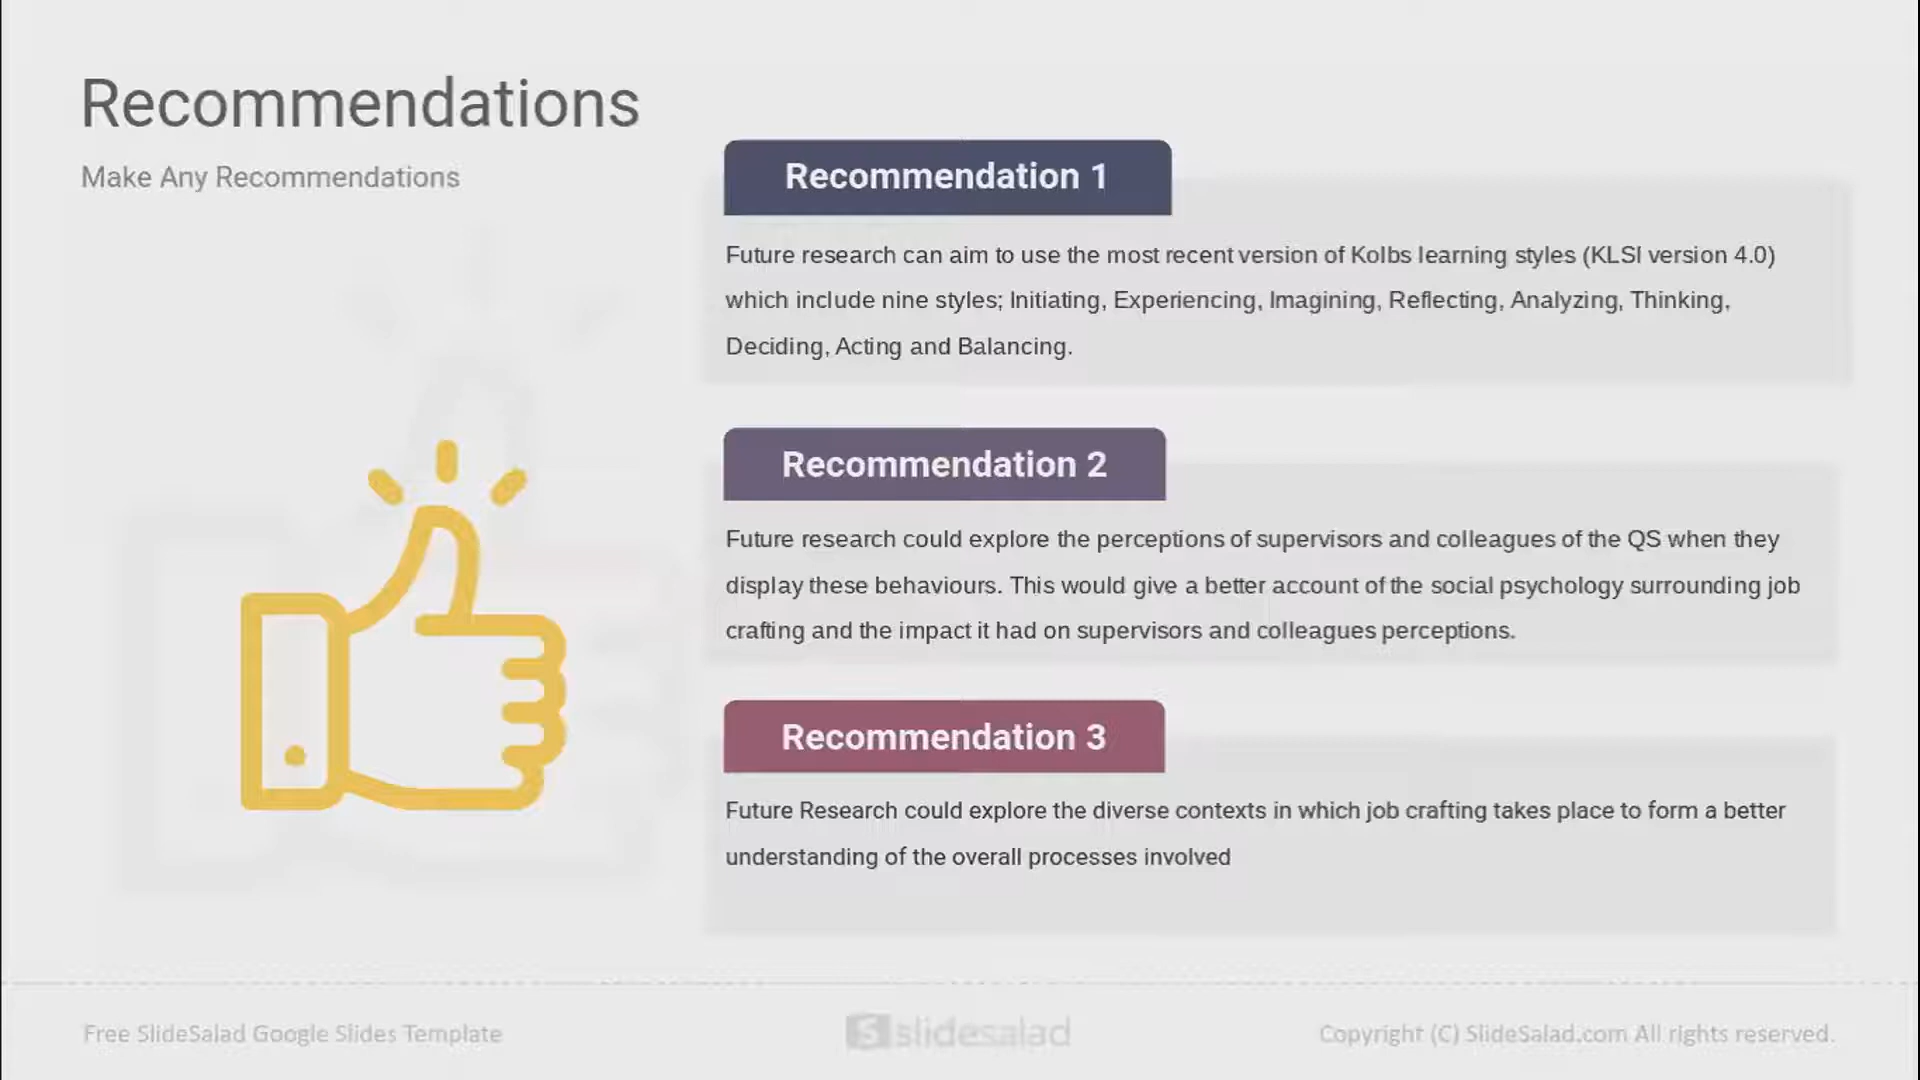 Recommendations
Make Any Recommendations
Recommendation 1
Future research can aim to use the most recent version of Kolbs learning styles (KLSI version 4.0)
which include nine styles; Initiating, Experiencing, Imagining, Reflecting, Analyzing, Thinking,
Deciding, Acting and Balancing.
Recommendation 2
Future research could explore the perceptions of supervisors and colleagues of the QS when they
display these behaviours. This would give a better account of the social psychology surrounding job
crafting and the impact it had on supervisors and colleagues perceptions.
Recommendation 3
Future Research could explore the diverse contexts in which job crafting takes place to form a better
understanding of the overall processes involved
Free SlideSalad Google Slides Template
slidesalad
Copyright (C) SlideSalad.com All rights reserved.